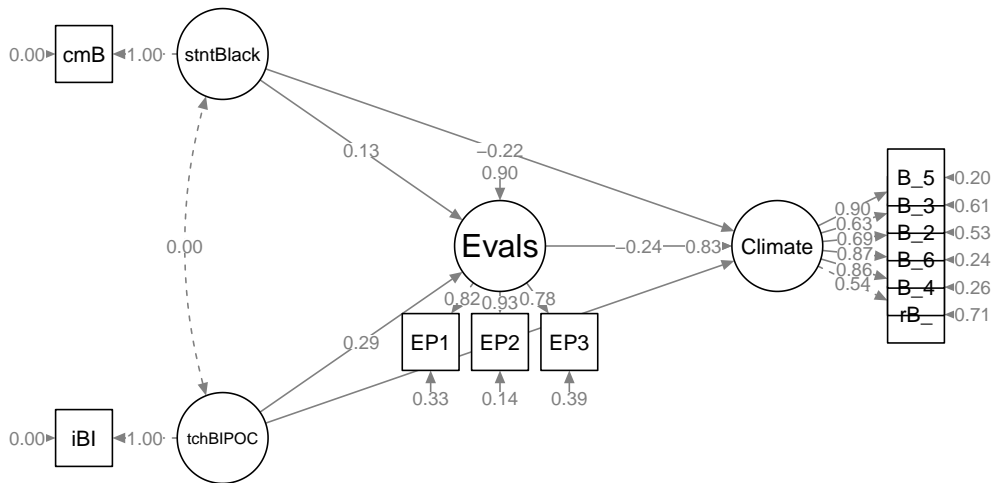 cmB
0.00
1.00
stntBlack
0.13
−0.22
0.90
0.00
Evals
−0.24
0.83
Climate
0.90
0.63
0.69
0.87
0.86
0.54
B_5
0.20
B_3
0.61
B_2
0.53
B_6
0.24
B_4
0.26
rB_
0.71
0.82
0.93
0.78
EP1
EP2
EP3
0.33
0.14
0.39
0.29
iBI
0.00
1.00
tchBIPOC